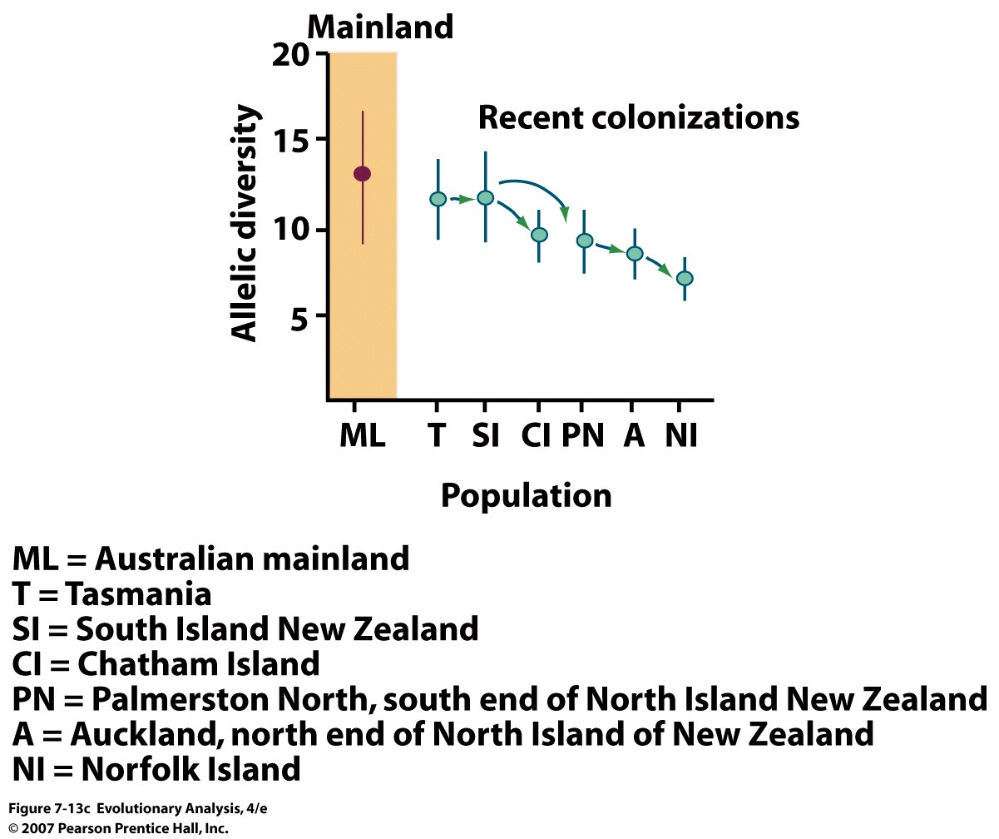 Mainland
20
15
10
5
Allelic diversity
Recent colonizations
ML T SI CI PN A NI
Population
ML = Australian mainland
T = Tasmania
SI = South Island New Zealand
CI = Chatham Island
PN = Palmerston North, south end of North Island New Zealand
A = Auckland, north end of North Island of New Zealand
NI = Norfolk Island
Figure 7-13c Evolutionary Analysis, 4/e
© 2007 Pearson Prentice Hall, Inc.